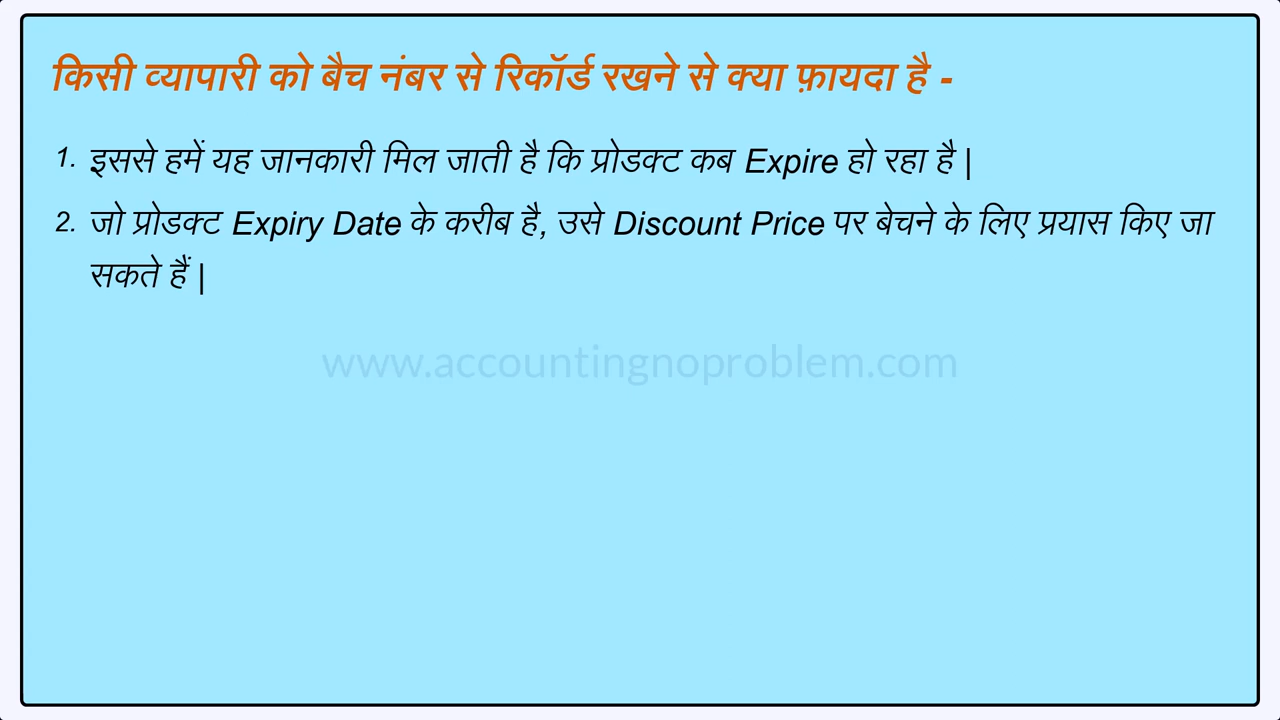 किसी व्यापारी को बैच नंबर से रिकॉर्ड रखने से क्या फ़ायदा है -
1. इससे हमें यह जानकारी मिल जाती है कि प्रोडक्ट कब Expire हो रहा है |
2. जो प्रोडक्ट Expiry Date के करीब है, उसे Discount Price पर बेचने के लिए प्रयास किए जा
सकते हैं |
www.accountingnoproblem.com